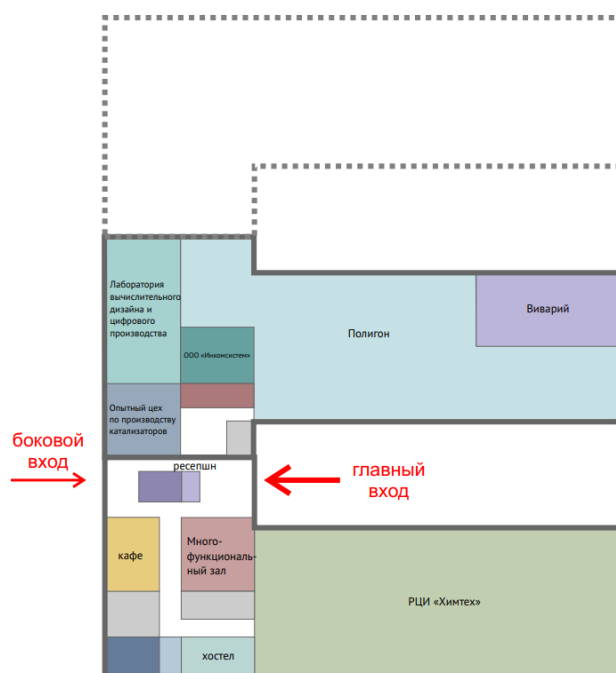 Лаборатория
вычислительного
дизайна и
цифрового
производства
Виварий
Полигон
ООО «Инкомсистем»
Опытный цех
по производству
катализаторов
боковой
вход
ресепшн
главный
вход
кафе
Много-
функциональ-
ный зал
РЦИ «Химтех»
хостел